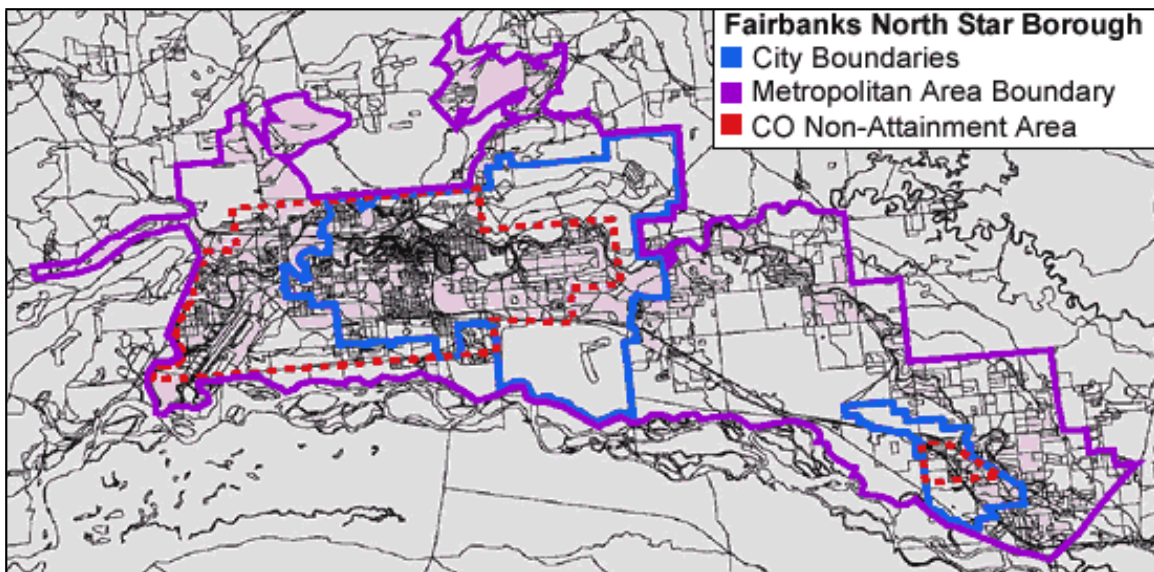 Fairbanks North Star Borough
City Boundaries
Metropolitan Area Boundary
CO Non-Attainment Area